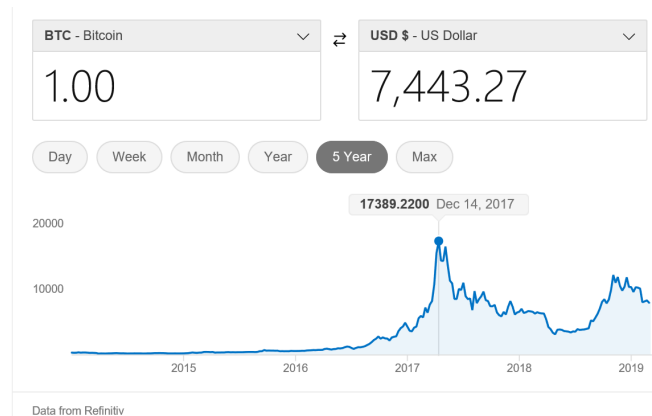 BTC - Bitcoin
USD $ - US Dollar
1.00
7,443.27
Day
Week
Month
Year
5 Year
Max
17389.2200 Dec 14, 2017
20000
10000
2015
2016
2017
2018
2019
Data from Refinitiv